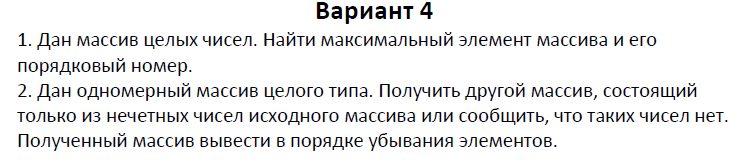 Вариант 4
1. Дан массив целых чисел. Найти максимальный элемент массива и его
порядковый номер.
2. Дан одномерный массив целого типа. Получить другой массив, состоящий
только из нечетных чисел исходного массива или сообщить, что таких чисел нет.
Полученный массив вывести в порядке убывания элементов.